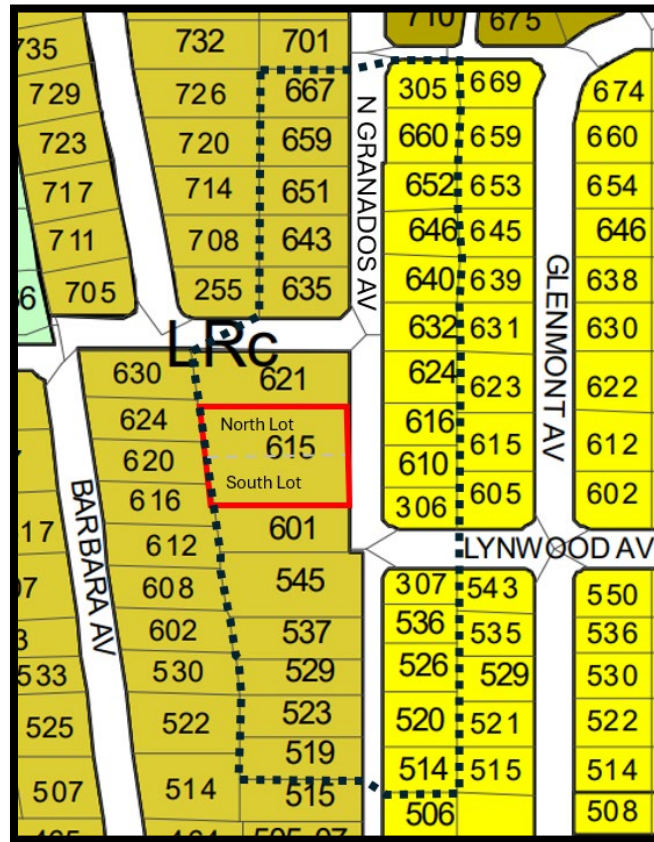 710 675
735 732 701
729 726 667 305 669 674
723 720 659 660 659 660
717 714 651 652 653 654
711 708 643 646 645 646
705 255 635 640 639 638
N GRANADOS AV
632 631 630
GLENMONT AV
LRc
630 621 624 623 622
624 North Lot 616
615 615 612
620 610
616 South Lot 306 605 602
BARBARA AV
612 601
LYNWOOD AV
608 545 307 543 550
602 537 536 535 536
533 530 529 526 529 530
525 522 523 520 521 522
519
507 514 515 514 515 514
506 508